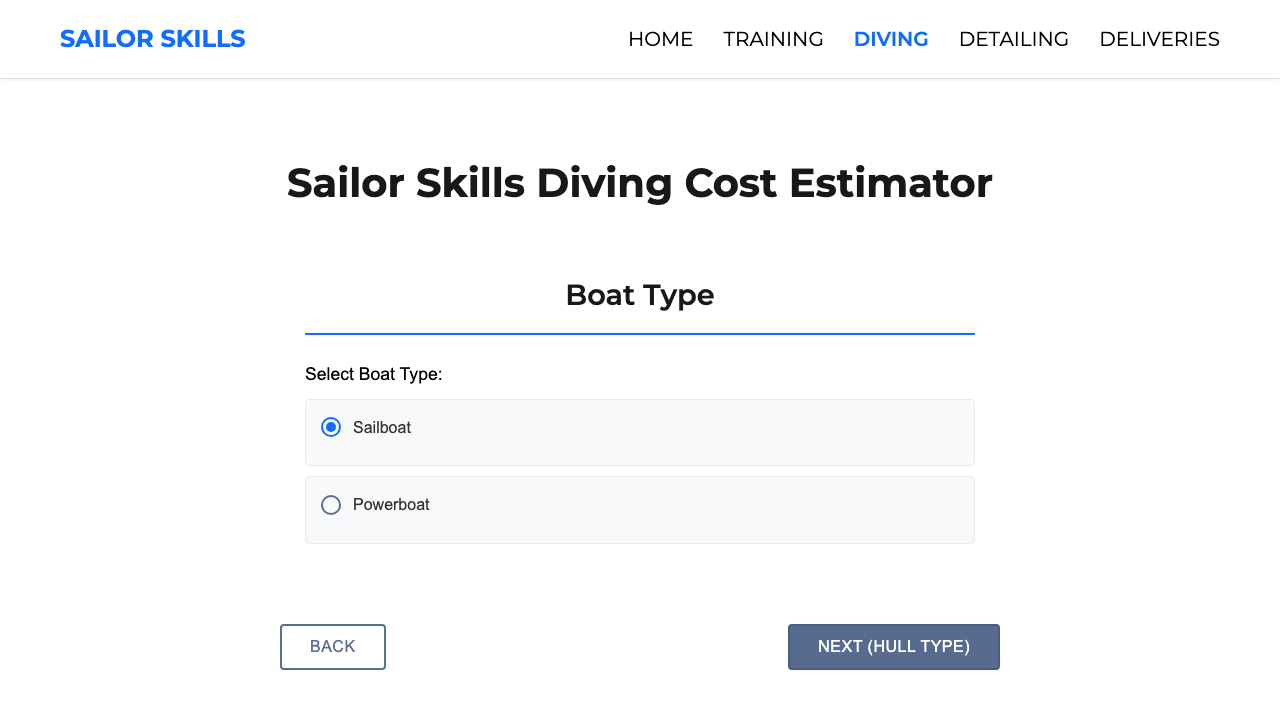 SAILOR SKILLS HOME TRAINING DIVING DETAILING DELIVERIES
Sailor Skills Diving Cost Estimator
Boat Type
Select Boat Type:
Sailboat
Powerboat
BACK NEXT (HULL TYPE)